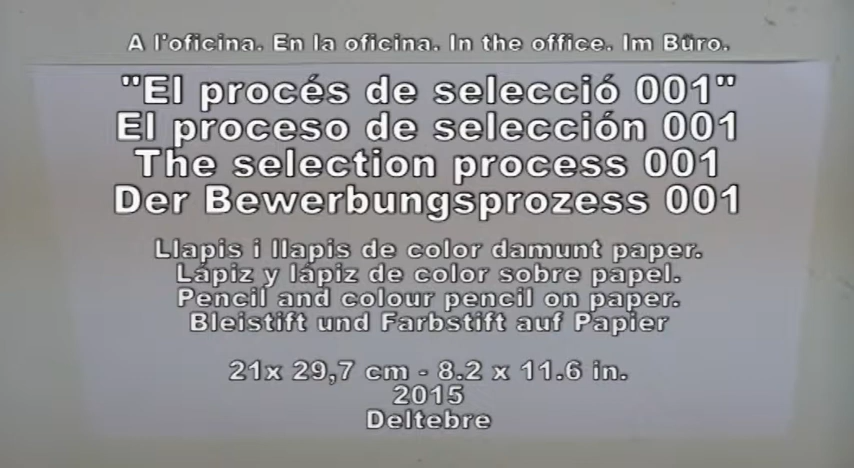 A l'oficina. En la oficina. In the office. Im Büro.
"El procés de selecció 001"
El proceso de selección 001
The selection process 001
Der Bewerbungsprozess 001
Llapis i llapis de color damunt paper.
Lápiz y lápiz de color sobre papel.
Pencil and colour pencil on paper.
Bleistift und Farbstift auf Papier
21x 29,7 cm - 8.2 x 11.6 in.
2015
Deltebre